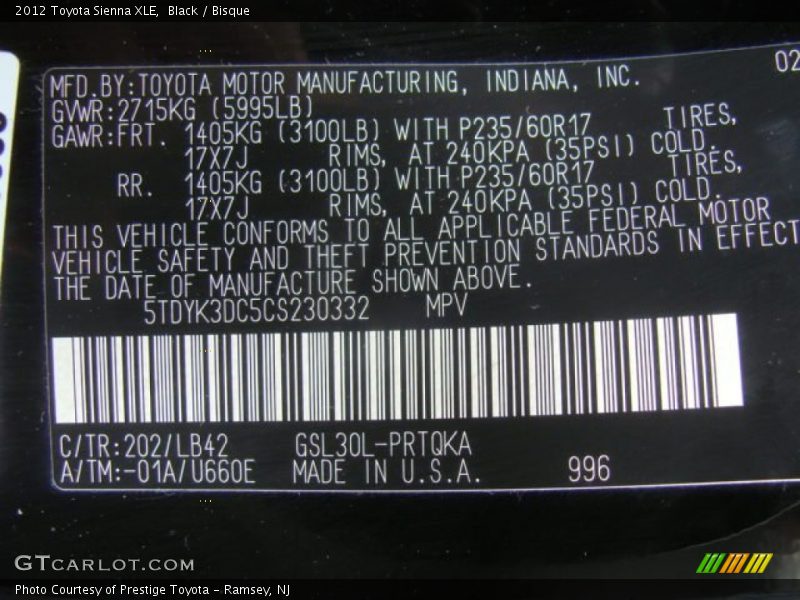 2012 Toyota Sienna XLE,  Black / Bisque
02
MFD.BY:TOYOTA MOTOR MANUFACTURING, INDIANA, INC.
GVWR:2715KG (5995LB)
GAWR:FRT. 1405KG (3100LB) WITH P235/60R17 TIRES,
17X7J RIMS, AT 240KPA (35PSI) COLD.
RR. 1405KG (3100LB) WITH P235/60R17 TIRES,
17X7J RIMS, AT 240KPA (35PSI) COLD.
THIS VEHICLE CONFORMS TO ALL APPLICABLE FEDERAL MOTOR
VEHICLE SAFETY AND THEFT PREVENTION STANDARDS IN EFFECT
THE DATE OF MANUFACTURE SHOWN ABOVE.
5TDYK3DC5CS230332 MPV
C/TR:202/LB42 GSL30L-PRTQKA
A/TM:-01A/U660E MADE IN U.S.A. 996
GTCARLOT.COM
Photo Courtesy of Prestige Toyota - Ramsey, NJ